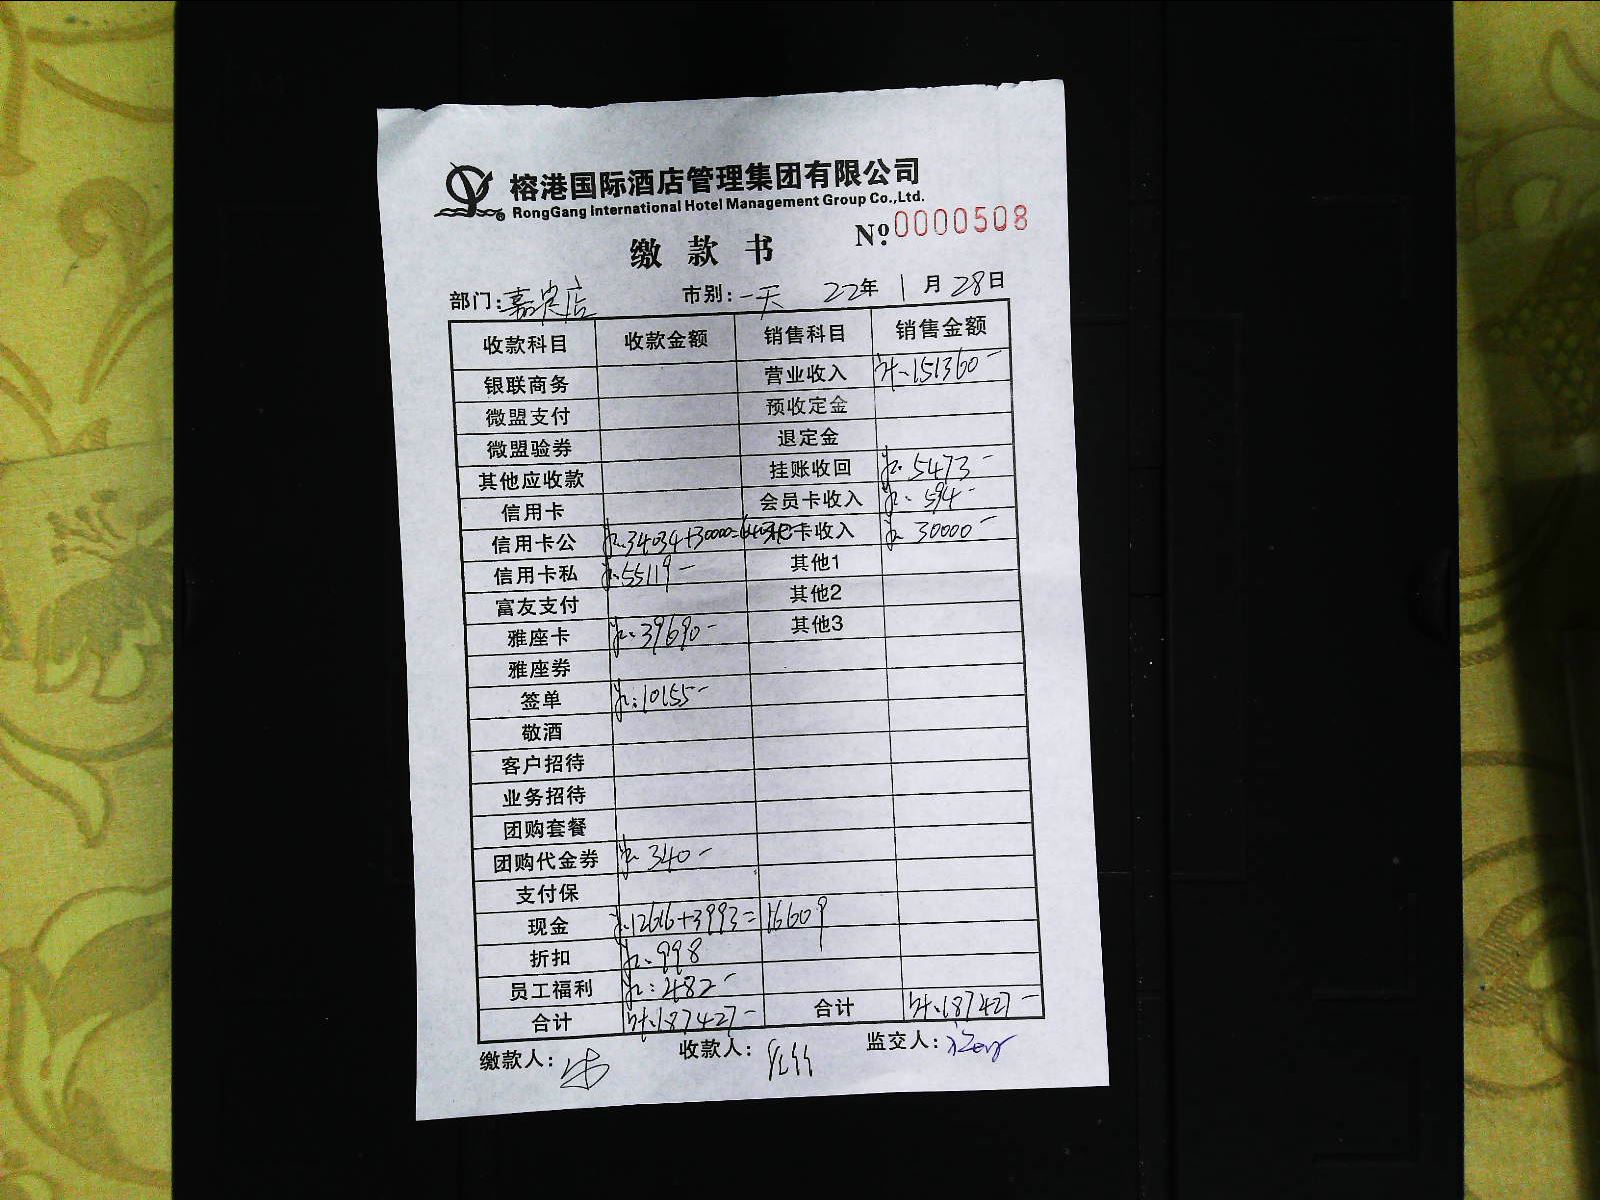 榕港国际酒店管理集团有限公司
RongGang International Hotel Management Group Co.,Ltd.
缴款书 №.0000508
部门:嘉宾店 市别:一天 22年1月28日
收款科目 收款金额 销售科目 销售金额
银联商务 营业收入 151360-
微盟支付 预收定金
微盟验券 退定金
其他应收款 挂账收回 5473-
信用卡 会员卡收入 594-
信用卡公 34034+30000= 卡收入 30000-
信用卡私 55119- 其他1
富友支付 其他2
雅座卡 39690- 其他3
雅座券
签单 10155-
敬酒
客户招待
业务招待
团购套餐
团购代金券 340-
支付保
现金 12616+3993=16609
折扣 998
员工福利 482-
合计 187427- 合计 187427-
缴款人: 收款人: 监交人: